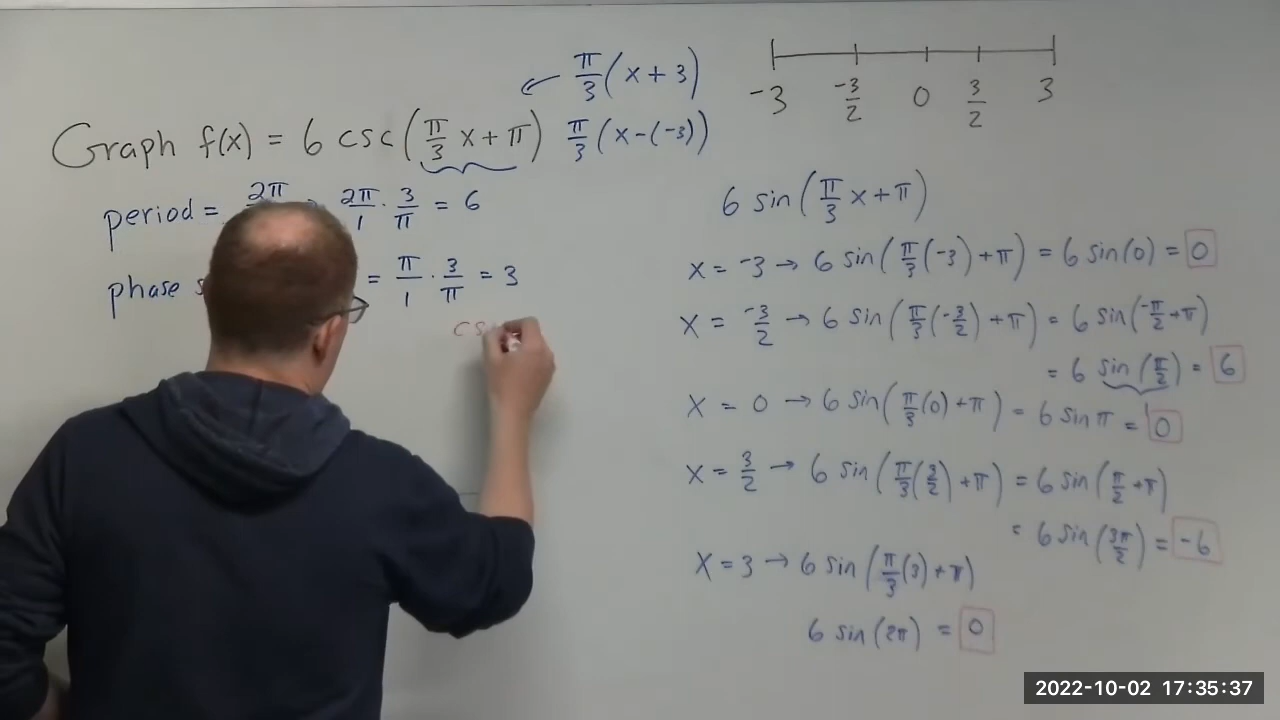 π/3 (x + 3)
Graph f(x) = 6 csc(π/3 x + π) π/3 (x-(-3))
period = 2π → 2π/1 · 3/π = 6
phase s = π/1 · 3/π = 3
cs
-3 -3/2 0 3/2 3
6 sin(π/3 x + π)
x = -3 → 6 sin(π/3 (-3) + π) = 6 sin(0) = 0
x = -3/2 → 6 sin(π/3 (-3/2) + π) = 6 sin(-π/2 + π)
= 6 sin(π/2) = 6
x = 0 → 6 sin(π/3 (0) + π) = 6 sin π = 0
x = 3/2 → 6 sin(π/3 (3/2) + π) = 6 sin(π/2 + π)
= 6 sin(3π/2) = -6
x = 3 → 6 sin(π/3 (3) + π)
6 sin(2π) = 0
2022-10-02 17:35:37